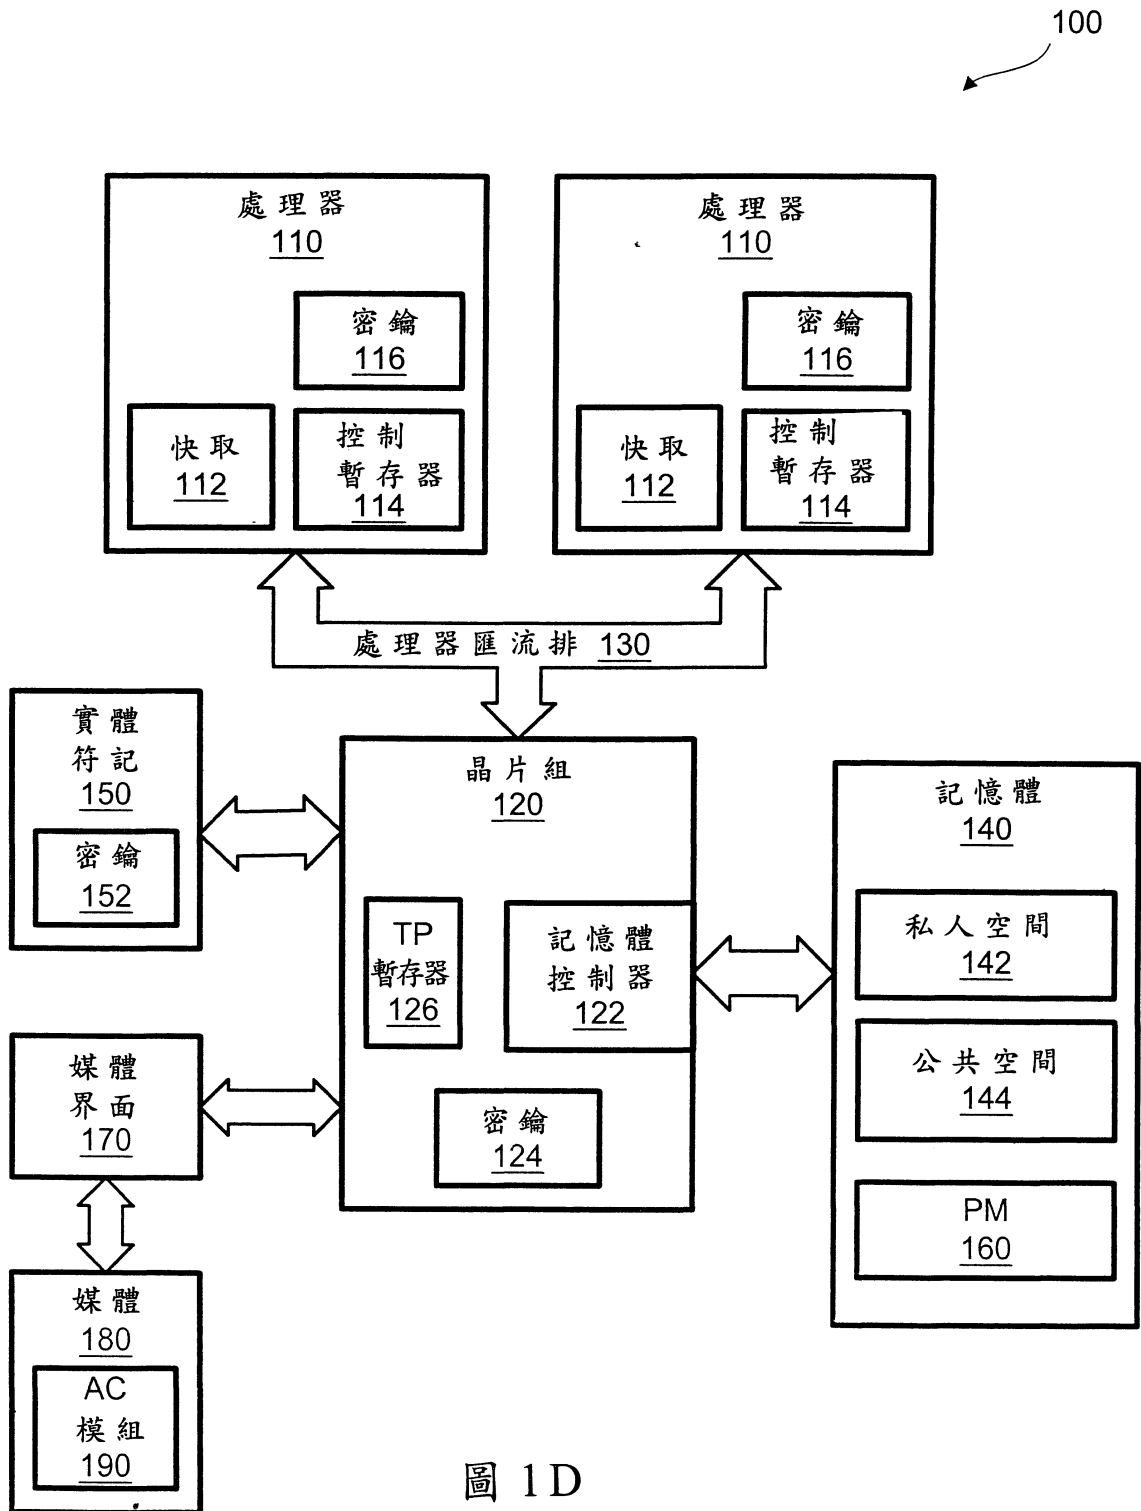 100
處理器
110
密鑰
116
快取
112
控制
暫存器
114
處理器
110
密鑰
116
快取
112
控制
暫存器
114
處理器匯流排 130
實體
符記
150
密鑰
152
晶片組
120
TP
暫存器
126
記憶體
控制器
122
密鑰
124
記憶體
140
私人空間
142
公共空間
144
PM
160
媒體
界面
170
媒體
180
AC
模組
190
圖 1D